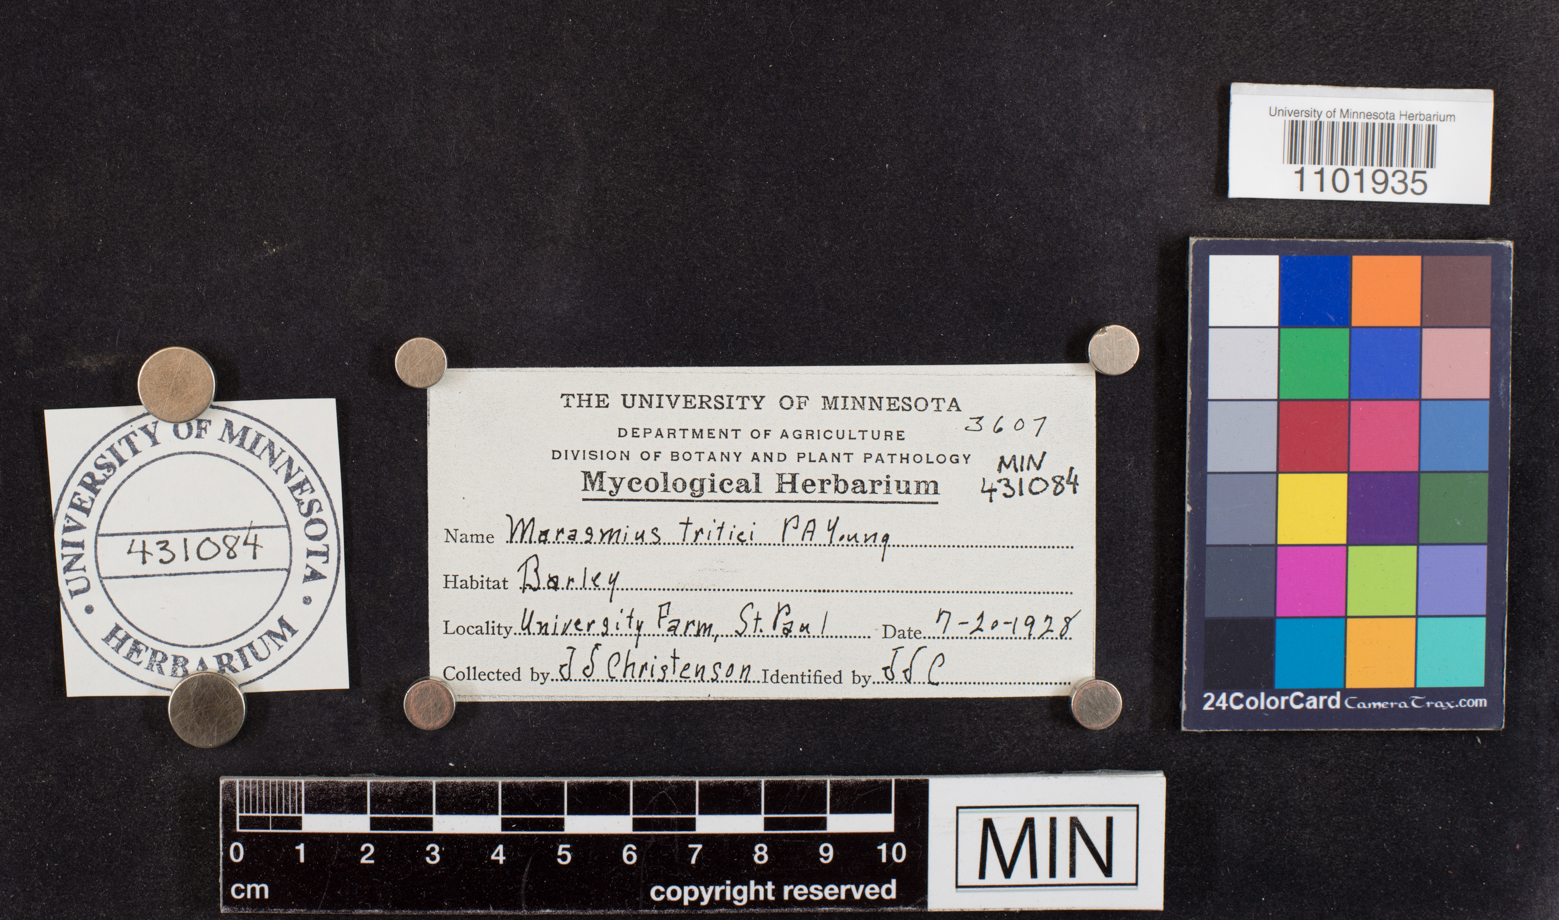 University of Minnesota Herbarium
1101935
THE UNIVERSITY OF MINNESOTA
3607
DEPARTMENT OF AGRICULTURE
DIVISION OF BOTANY AND PLANT PATHOLOGY
MIN
431084
Mycological Herbarium
Name Marasmius tritici P A Young
Habitat Barley
Locality University Farm, St. Paul Date 7-20-1928
Collected by J J Christenson Identified by J J C
UNIVERSITY OF MINNESOTA
431084
HERBARIUM
24ColorCard CameraTrax.com
0 1 2 3 4 5 6 7 8 9 10
cm copyright reserved
MIN